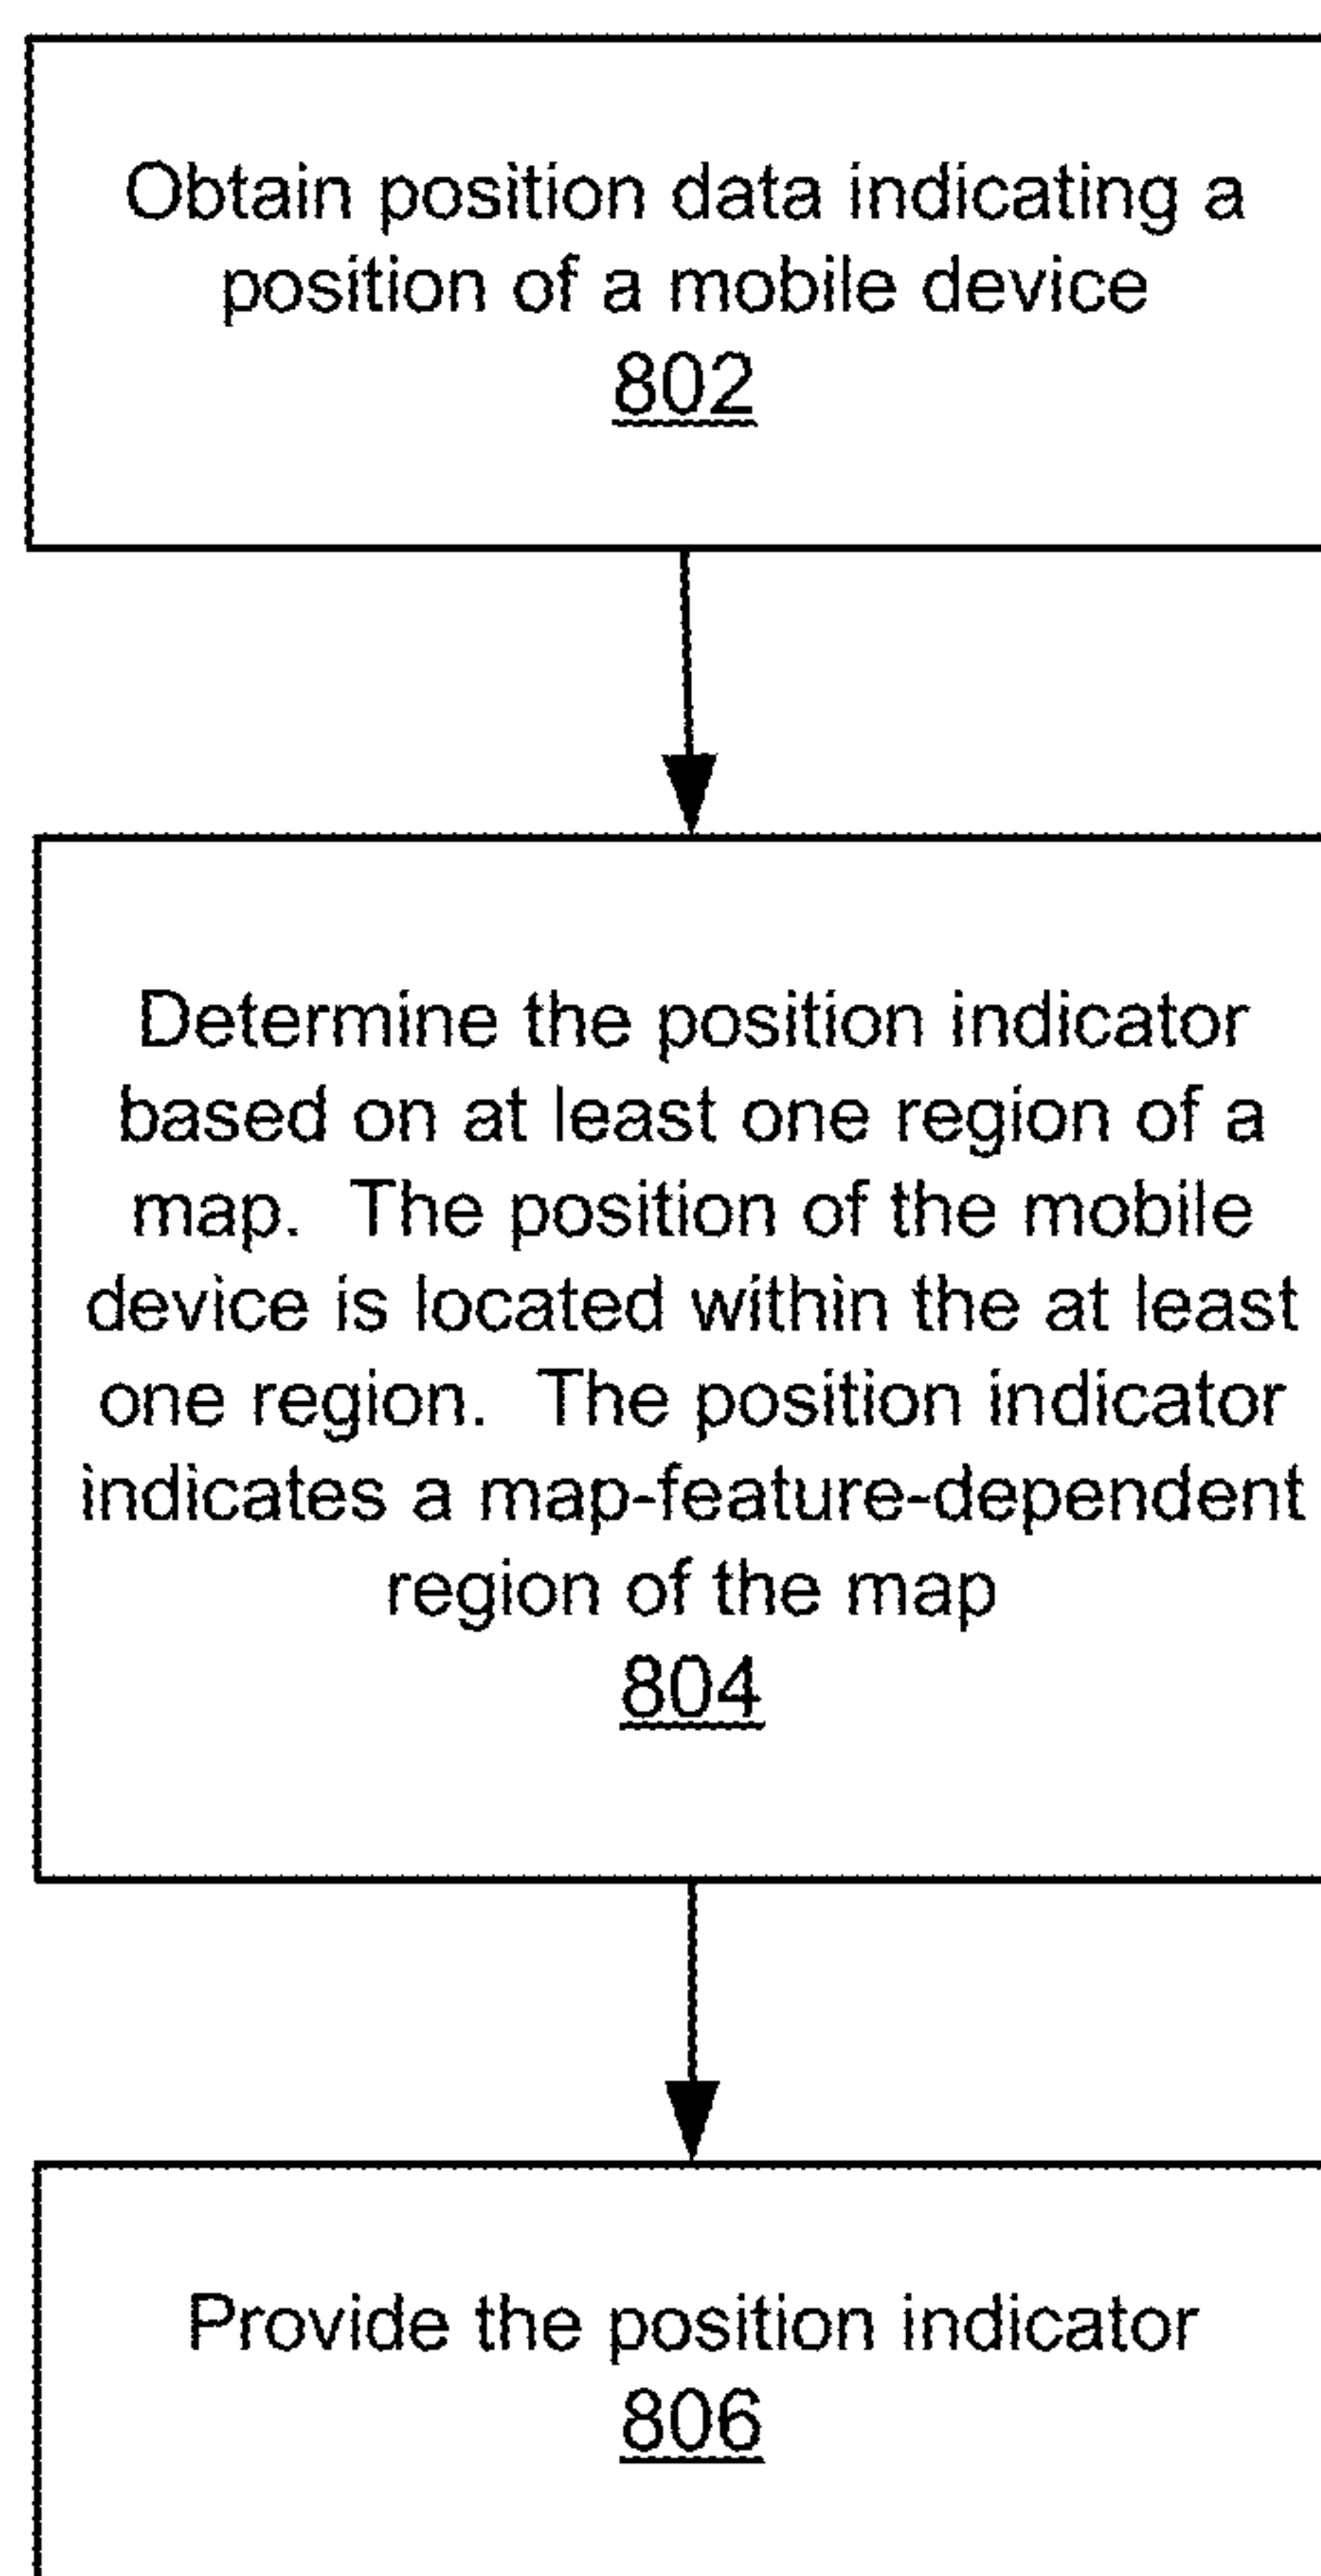 Obtain position data indicating a
position of a mobile device
802
Determine the position indicator
based on at least one region of a
map.  The position of the mobile
device is located within the at least
one region.  The position indicator
indicates a map-feature-dependent
region of the map
804
Provide the position indicator
806